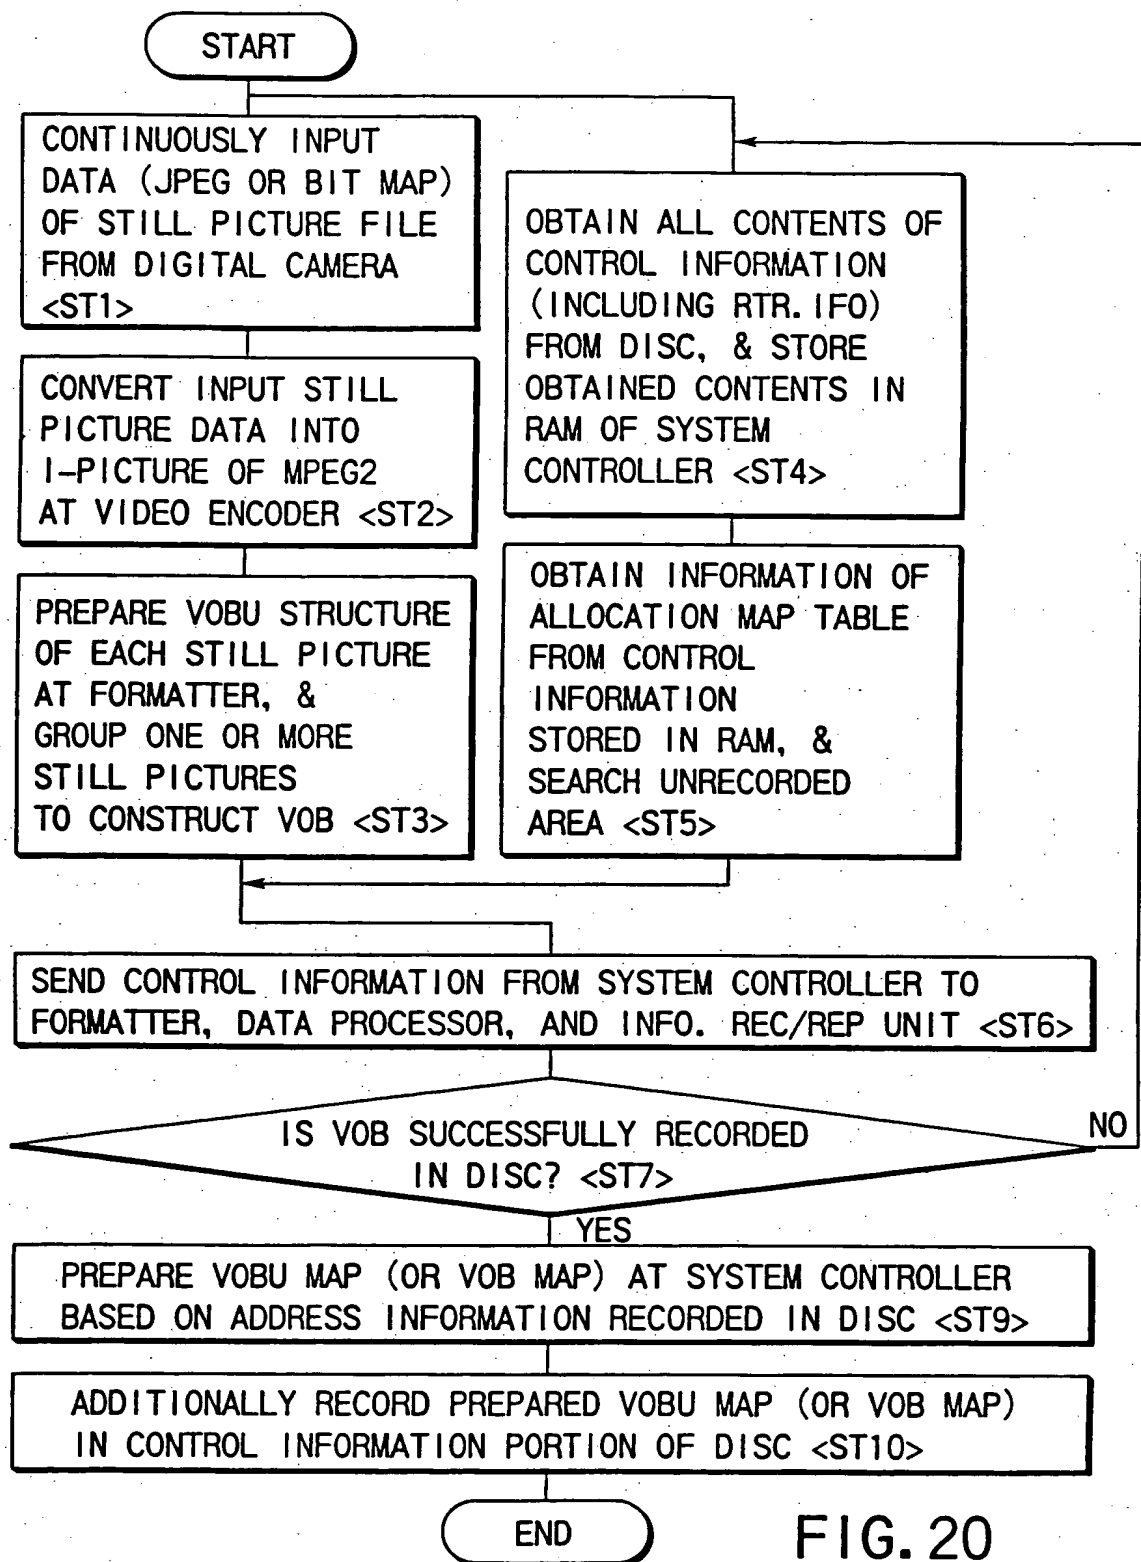 START
CONTINUOUSLY INPUT
DATA (JPEG OR BIT MAP)
OF STILL PICTURE FILE
FROM DIGITAL CAMERA
<ST1>
CONVERT INPUT STILL
PICTURE DATA INTO
I-PICTURE OF MPEG2
AT VIDEO ENCODER <ST2>
PREPARE VOBU STRUCTURE
OF EACH STILL PICTURE
AT FORMATTER, &
GROUP ONE OR MORE
STILL PICTURES
TO CONSTRUCT VOB <ST3>
OBTAIN ALL CONTENTS OF
CONTROL INFORMATION
(INCLUDING RTR. IFO)
FROM DISC, & STORE
OBTAINED CONTENTS IN
RAM OF SYSTEM
CONTROLLER <ST4>
OBTAIN INFORMATION OF
ALLOCATION MAP TABLE
FROM CONTROL
INFORMATION
STORED IN RAM, &
SEARCH UNRECORDED
AREA <ST5>
SEND CONTROL INFORMATION FROM SYSTEM CONTROLLER TO
FORMATTER, DATA PROCESSOR, AND INFO. REC/REP UNIT <ST6>
IS VOB SUCCESSFULLY RECORDED
IN DISC? <ST7>
NO
YES
PREPARE VOBU MAP (OR VOB MAP) AT SYSTEM CONTROLLER
BASED ON ADDRESS INFORMATION RECORDED IN DISC <ST9>
ADDITIONALLY RECORD PREPARED VOBU MAP (OR VOB MAP)
IN CONTROL INFORMATION PORTION OF DISC <ST10>
END
FIG. 20